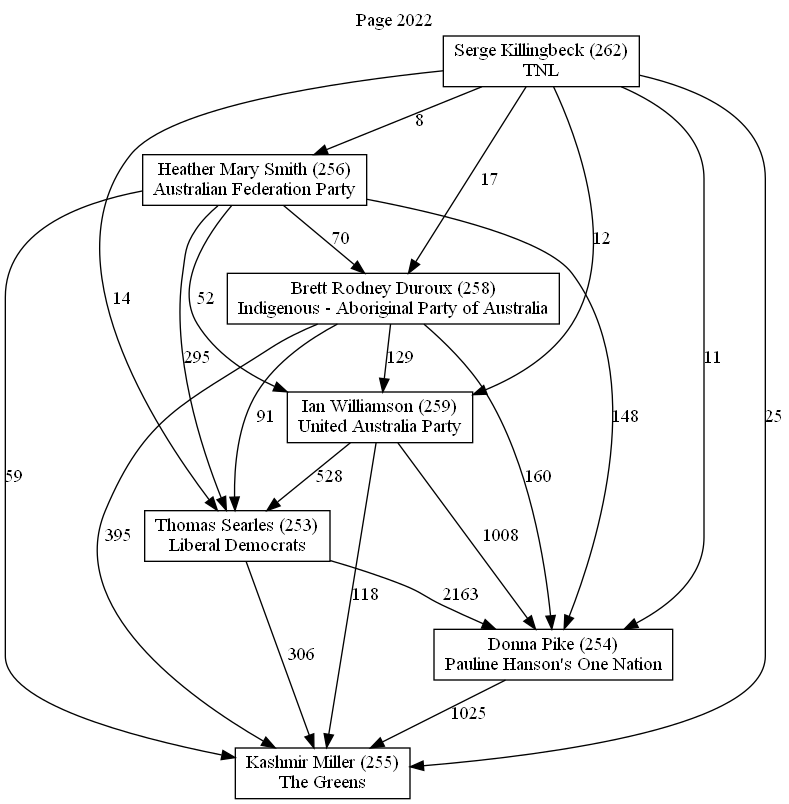 Page 2022
Serge Killingbeck (262)
TNL
8
Heather Mary Smith (256)
Australian Federation Party
17
70
12
Brett Rodney Duroux (258)
Indigenous - Aboriginal Party of Australia
14
52
295
129
11
Ian Williamson (259)
United Australia Party
91
148
25
59
528
160
Thomas Searles (253)
Liberal Democrats
395
1008
118
2163
306
Donna Pike (254)
Pauline Hanson's One Nation
1025
Kashmir Miller (255)
The Greens